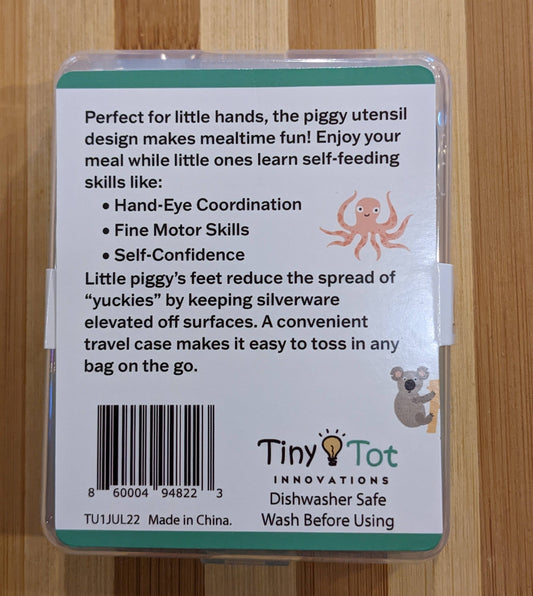 Perfect for little hands, the piggy utensil
design makes mealtime fun! Enjoy your
meal while little ones learn self-feeding
skills like:
• Hand-Eye Coordination
• Fine Motor Skills
• Self-Confidence
Little piggy's feet reduce the spread of
“yuckies” by keeping silverware
elevated off surfaces. A convenient
travel case makes it easy to toss in any
bag on the go.
8 60004 94822 3
TU1JUL22 Made in China.
Tiny Tot
INNOVATIONS
Dishwasher Safe
Wash Before Using